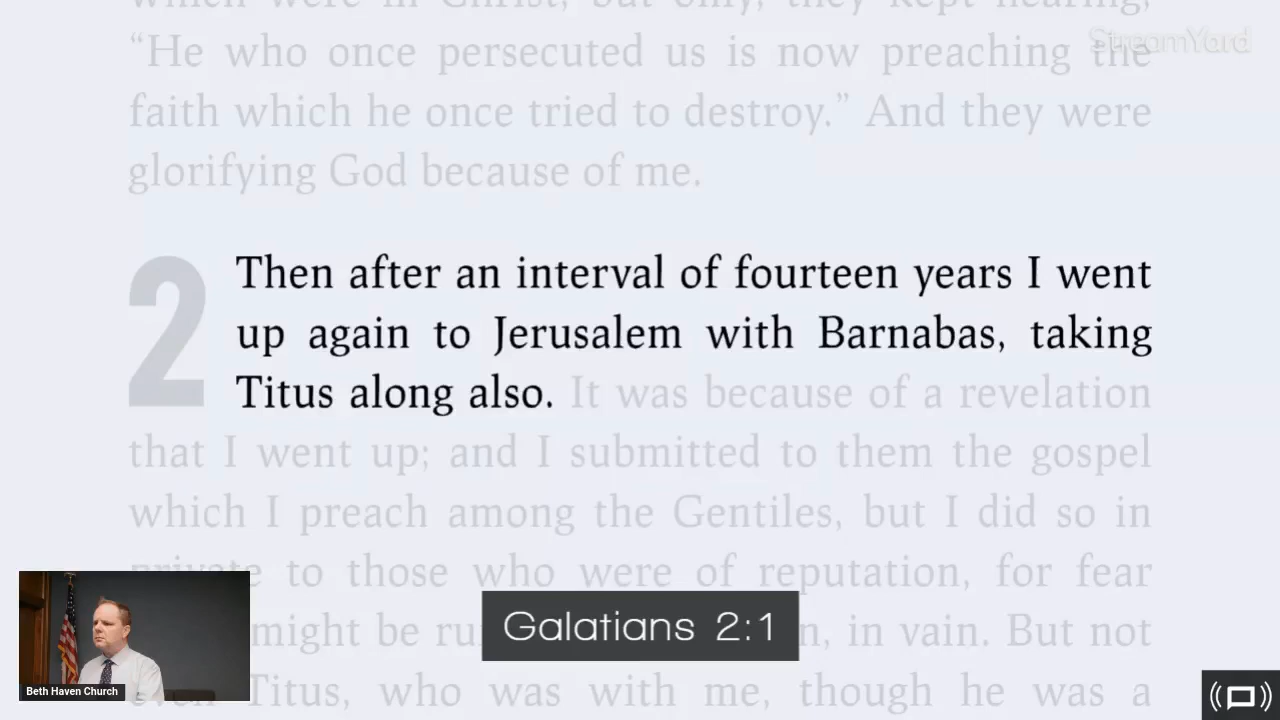 which were in Christ; but only, they kept hearing,
“He who once persecuted us is now preaching the
faith which he once tried to destroy.” And they were
glorifying God because of me.
2 Then after an interval of fourteen years I went
up again to Jerusalem with Barnabas, taking
Titus along also. It was because of a revelation
that I went up; and I submitted to them the gospel
which I preach among the Gentiles, but I did so in
private to those who were of reputation, for fear
might be in vain. But not
Titus, who was with me, though he was a
StreamYard
Galatians 2:1
Beth Haven Church